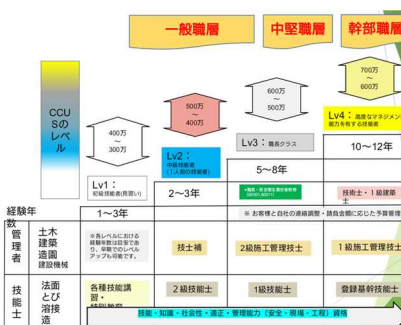 一般職層
中堅職層
幹部職層
CCU
Sの
レベ
ル
400万
~
300万
500万
~
400万
600万
~
500万
700万
~
600万
Lv1：
初級技能者(見習い)
Lv2：
中級技能者
(1人前の技能者)
Lv3：職長クラス
Lv4：高度なマネジメン
能力を有する技能者
経験年
数
1～3年
2～3年
5～8年
10～12年
技術士・1級建築
士
※ お客様と自社の連絡調整・請負金額に応じた予算管理
管
理
者
土木
建築
造園
建設機械
※各レベルにおける
経験年数は目安であ
り、早期でのレベル
アップも可能です。
技士補
2級施工管理技士
1級施工管理技士
技
能
士
法面
とび
溶接
造
各種技能講
習・
特別教育
2級技能士
1級技能士
登録基幹技能士
技能・知識・社会性・適正・管理能力（安全・現場・工程）資格